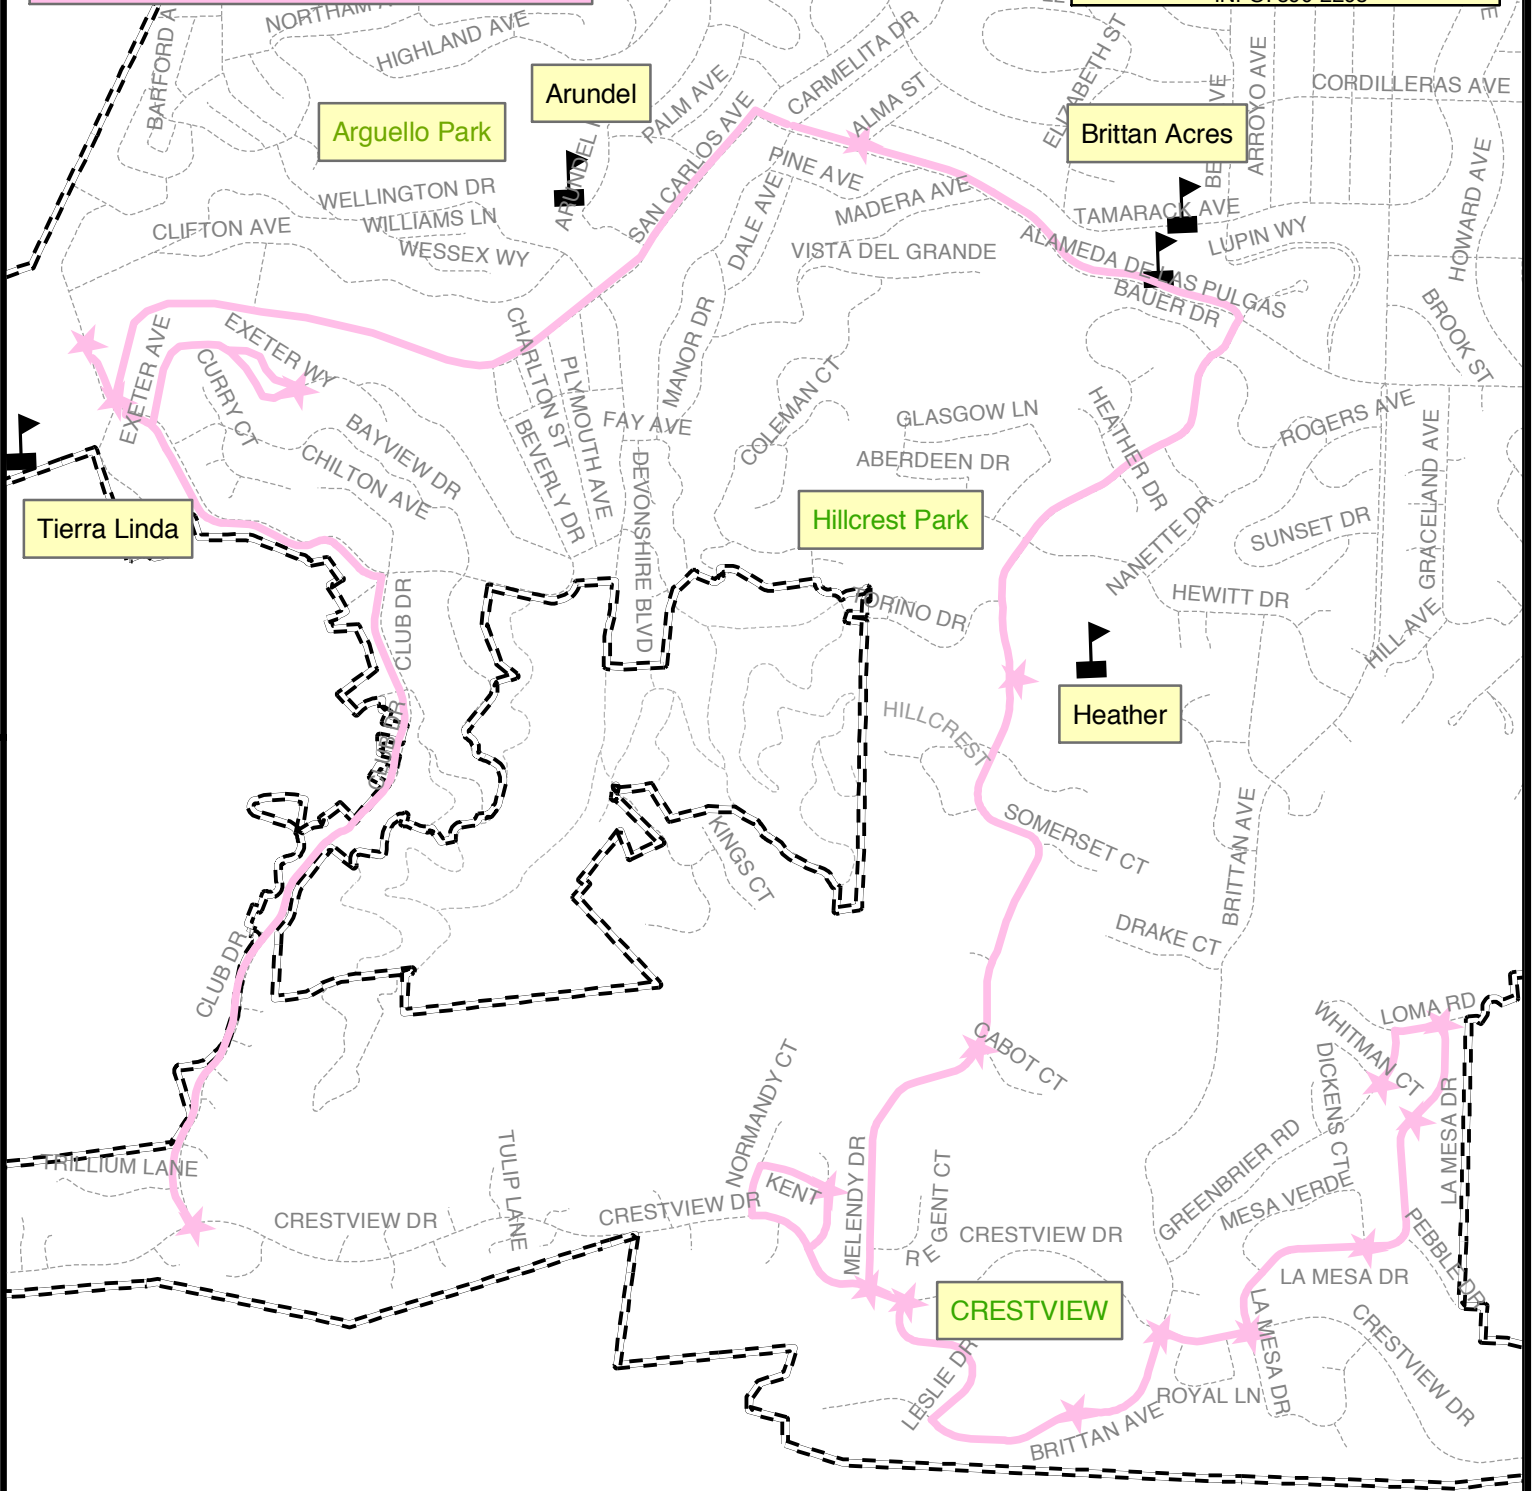 NORTHAM
HIGHLAND AVE
BARFORD A
Arundel
Arguello Park
PALM AVE
CARMELITA DR
ALMA ST
ELIZABETH ST
ARROYO AVE
CORDILLERAS AVE
Brittan Acres
HOWARD AVE
SAN CARLOS AVE
PINE AVE
MADERA AVE
DALE AVE
WELLINGTON DR
WILLIAMS LN
WESSEX WY
CLIFTON AVE
VISTA DEL GRANDE
TAMARACK AVE
LUPIN WY
ALAMEDA DE LAS PULGAS
BAUER DR
BROOK ST
EXETER AVE
EXETER WY
CURRY CT
CHARLTON ST
PLYMOUTH AVE
BEVERLY DR
MANOR DR
FAY AVE
COLEMAN CT
GLASGOW LN
ABERDEEN DR
HEATHER DR
ROGERS AVE
GRACELAND AVE
BAYVIEW DR
CHILTON AVE
DEVONSHIRE BLVD
Tierra Linda
Hillcrest Park
NANETTE DR
SUNSET DR
HEWITT DR
HILL AVE
CLUB DR
TORINO DR
Heather
CLUB DR
HILLCREST
SOMERSET CT
KINGS CT
BRITTAN AVE
DRAKE CT
CLUB DR
CABOT CT
LOMA RD
WHITMAN CT
DICKENS CT
LA MESA DR
NORMANDY CT
KENT
MELENDY DR
REGENT CT
GREENBRIER RD
MESA VERDE
TRILLIUM LANE
TULIP LANE
CRESTVIEW DR
CRESTVIEW DR
CRESTVIEW DR
PEBBLE DR
LA MESA DR
LA MESA DR
CRESTVIEW
CRESTVIEW DR
LESLIE DR
ROYAL LN
BRITTAN AVE